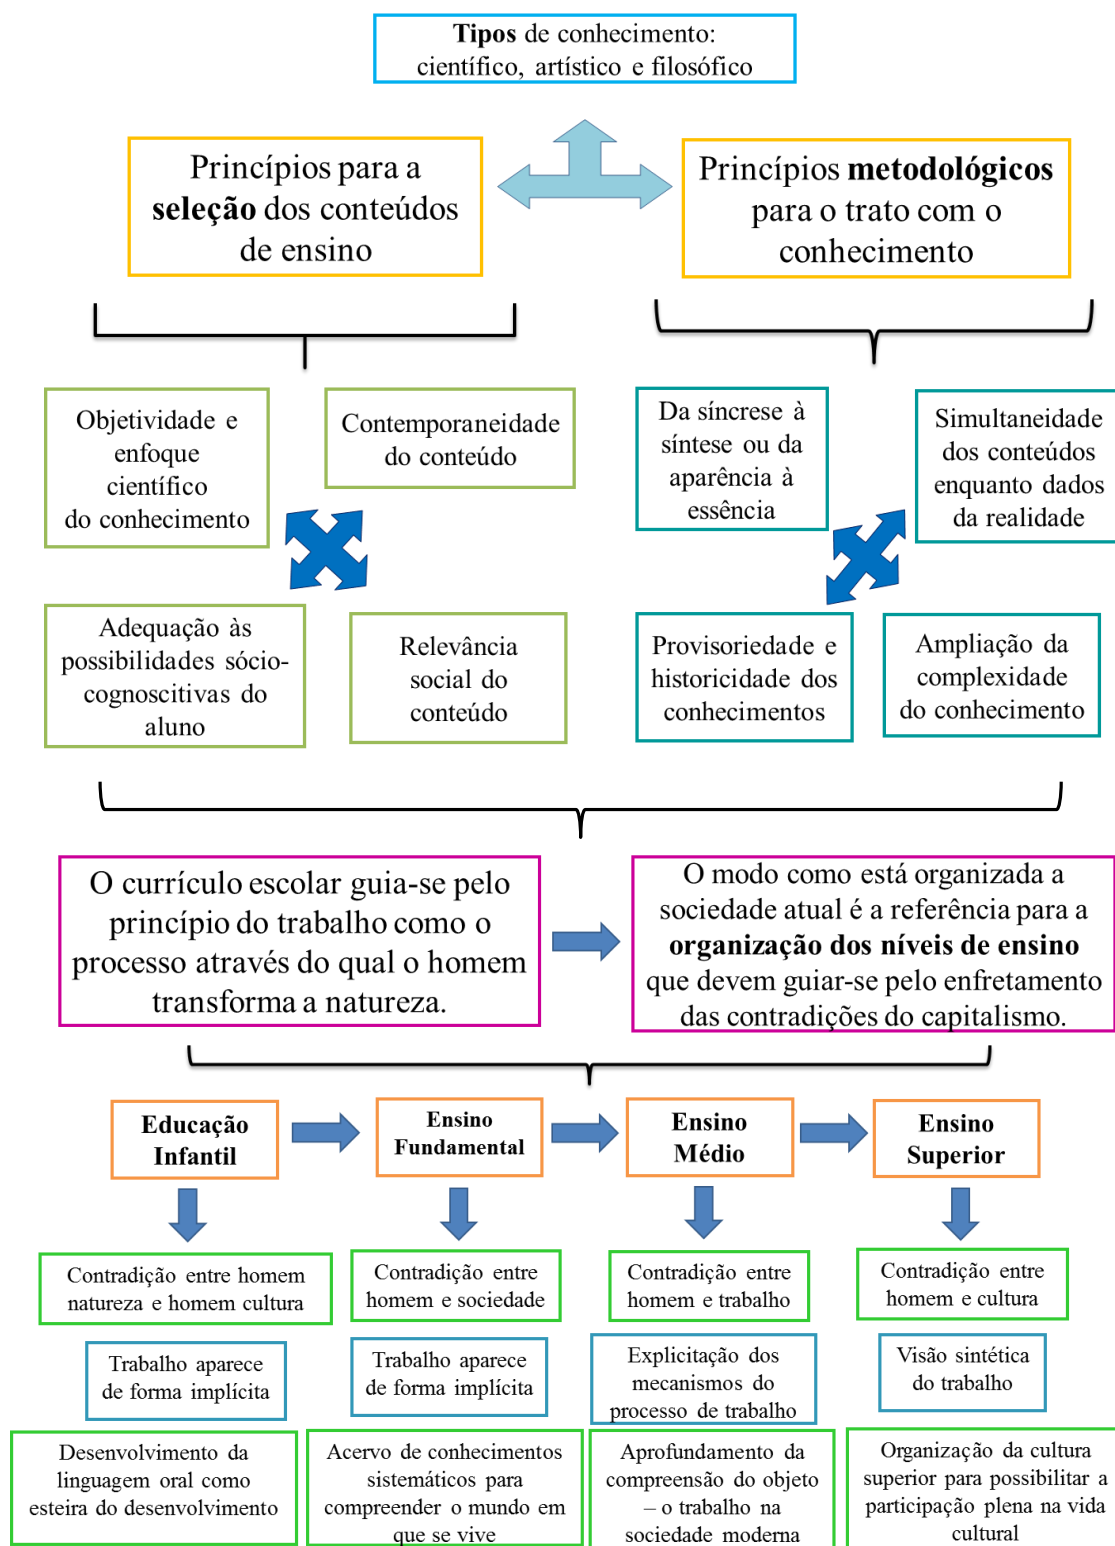 Tipos de conhecimento:
científico, artístico e filosófico
Princípios para a
seleção dos conteúdos
de ensino
Princípios metodológicos
para o trato com o
conhecimento
Objetividade e
enfoque
científico
do conhecimento
Contemporaneidade
do conteúdo
Da síncrese à
síntese ou da
aparência à
essência
Simultaneidade
dos conteúdos
enquanto dados
da realidade
Adequação às
possibilidades sócio-
cognoscitivas do
aluno
Relevância
social do
conteúdo
Provisoriedade e
historicidade dos
conhecimentos
Ampliação da
complexidade
do conhecimento
O currículo escolar guia-se pelo
princípio do trabalho como o
processo através do qual o homem
transforma a natureza.
O modo como está organizada a
sociedade atual é a referência para a
organização dos níveis de ensino
que devem guiar-se pelo enfretamento
das contradições do capitalismo.
Educação
Infantil
Ensino
Fundamental
Ensino
Médio
Ensino
Superior
Contradição entre homem
natureza e homem cultura
Contradição entre
homem e sociedade
Contradição entre
homem e trabalho
Contradição entre
homem e cultura
Trabalho aparece
de forma implícita
Trabalho aparece
de forma implícita
Explicitação dos
mecanismos do
processo de trabalho
Visão sintética
do trabalho
Desenvolvimento da
linguagem oral como
esteira do desenvolvimento
Acervo de conhecimentos
sistemáticos para
compreender o mundo em
que se vive
Aprofundamento da
compreensão do objeto
– o trabalho na
sociedade moderna
Organização da cultura
superior para possibilitar a
participação plena na vida
cultural